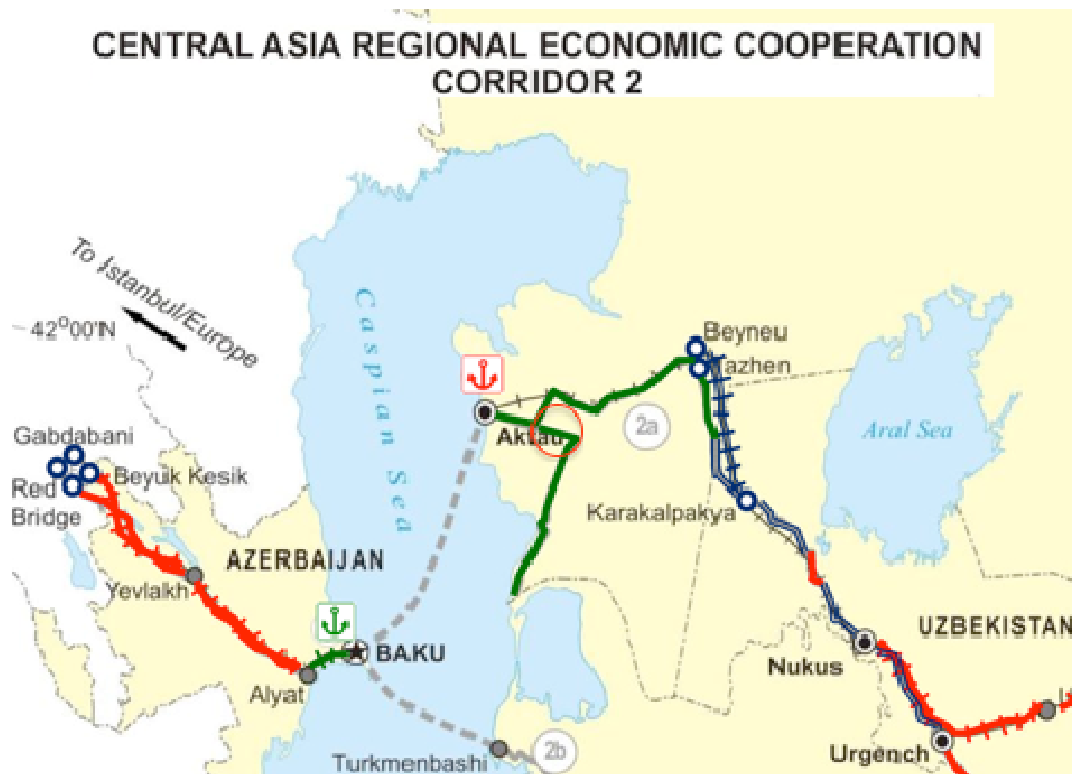 CENTRAL ASIA REGIONAL ECONOMIC COOPERATION
CORRIDOR 2
To Istanbul/Europe
42°00'N
Caspian Sea
Beyneu
Tazhen
2a
Aral Sea
Aktau
Gabdabani
Beyuk Kesik
Red
Bridge
Karakalpakya
AZERBAIJAN
Yevlakh
UZBEKISTAN
BAKU
Nukus
Alyat
Urgench
2b
Turkmenbashi